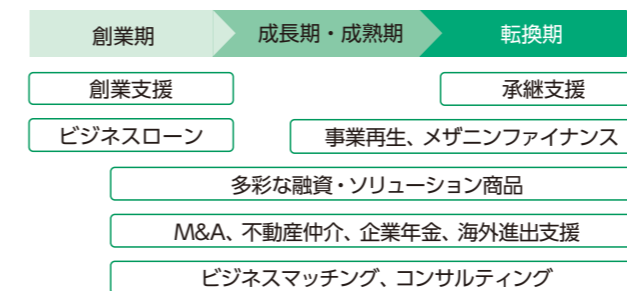 創業期
成長期・成熟期
転換期
創業支援
承継支援
ビジネスローン
事業再生、メザニンファイナンス
多彩な融資・ソリューション商品
M&A、不動産仲介、企業年金、海外進出支援
ビジネスマッチング、コンサルティング